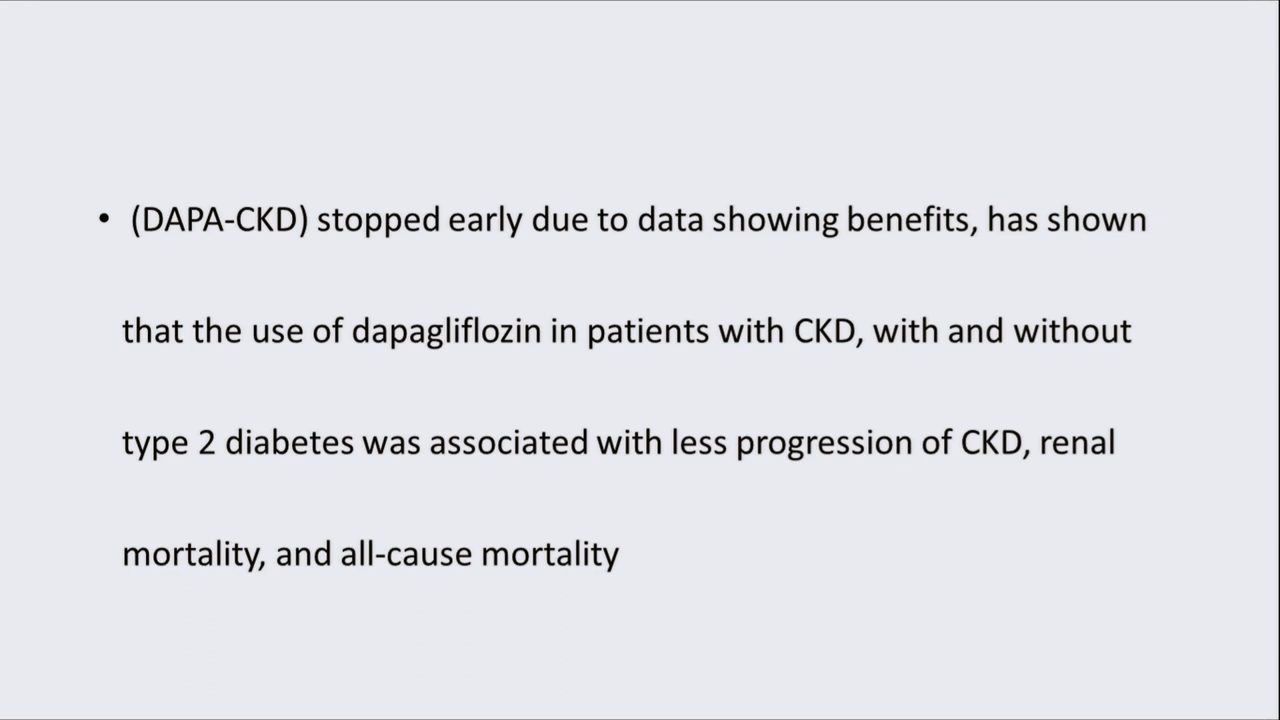 • (DAPA-CKD) stopped early due to data showing benefits, has shown
that the use of dapagliflozin in patients with CKD, with and without
type 2 diabetes was associated with less progression of CKD, renal
mortality, and all-cause mortality